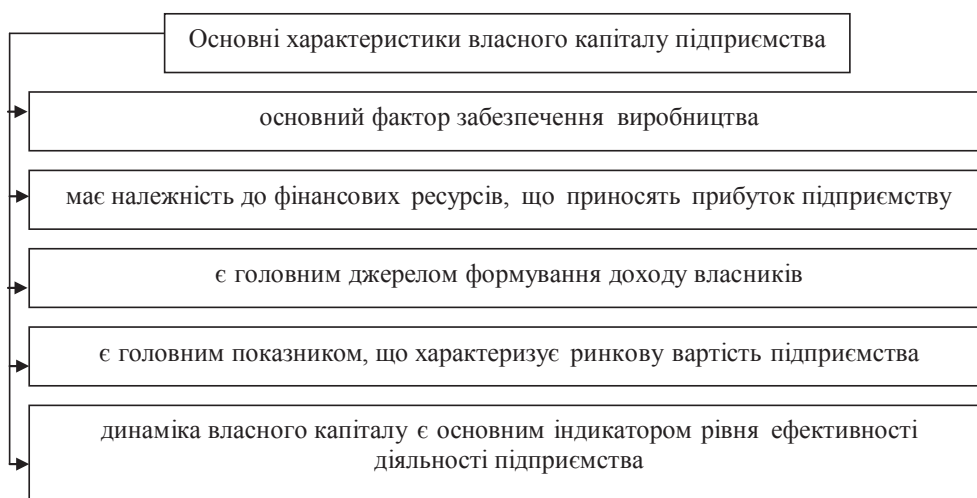 Основні характеристики власного капіталу підприємства
основний фактор забезпечення виробництва
має належність до фінансових ресурсів, що приносять прибуток підприємству
є головним джерелом формування доходу власників
є головним показником, що характеризує ринкову вартість підприємства
динаміка власного капіталу є основним індикатором рівня ефективності
діяльності підприємства